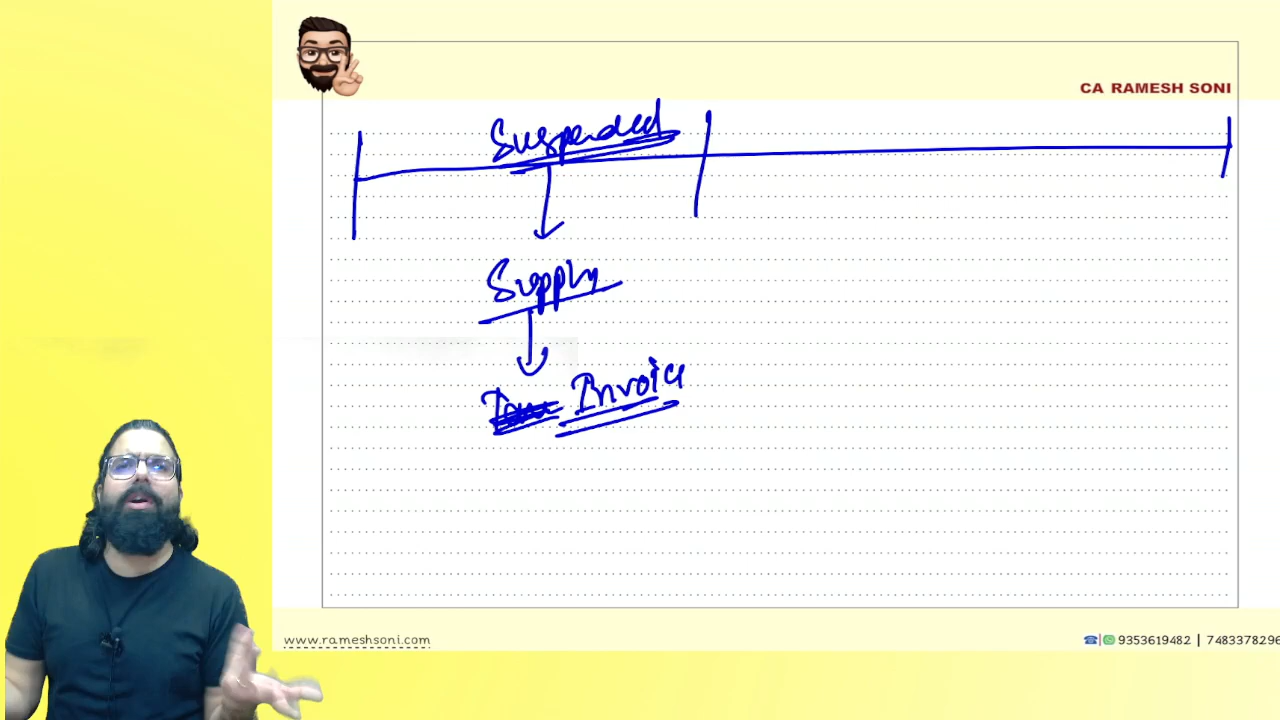 CA RAMESH SONI
Suspended
Supply
Invoice
www.rameshsoni.com
9353619482 | 7483378296